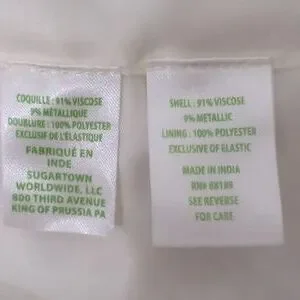 COQUILLE : 91% VISCOSE
9% MÉTALLIQUE
DOUBLURE : 100% POLYESTER
EXCLUSIF DE L'ÉLASTIQUE
FABRIQUÉ EN
INDE
SUGARTOWN
WORLDWIDE, LLC
800 THIRD AVENUE
KING OF PRUSSIA PA
SHELL : 91% VISCOSE
9% METALLIC
LINING : 100% POLYESTER
EXCLUSIVE OF ELASTIC
MADE IN INDIA
RN# 88189
SEE REVERSE
FOR CARE